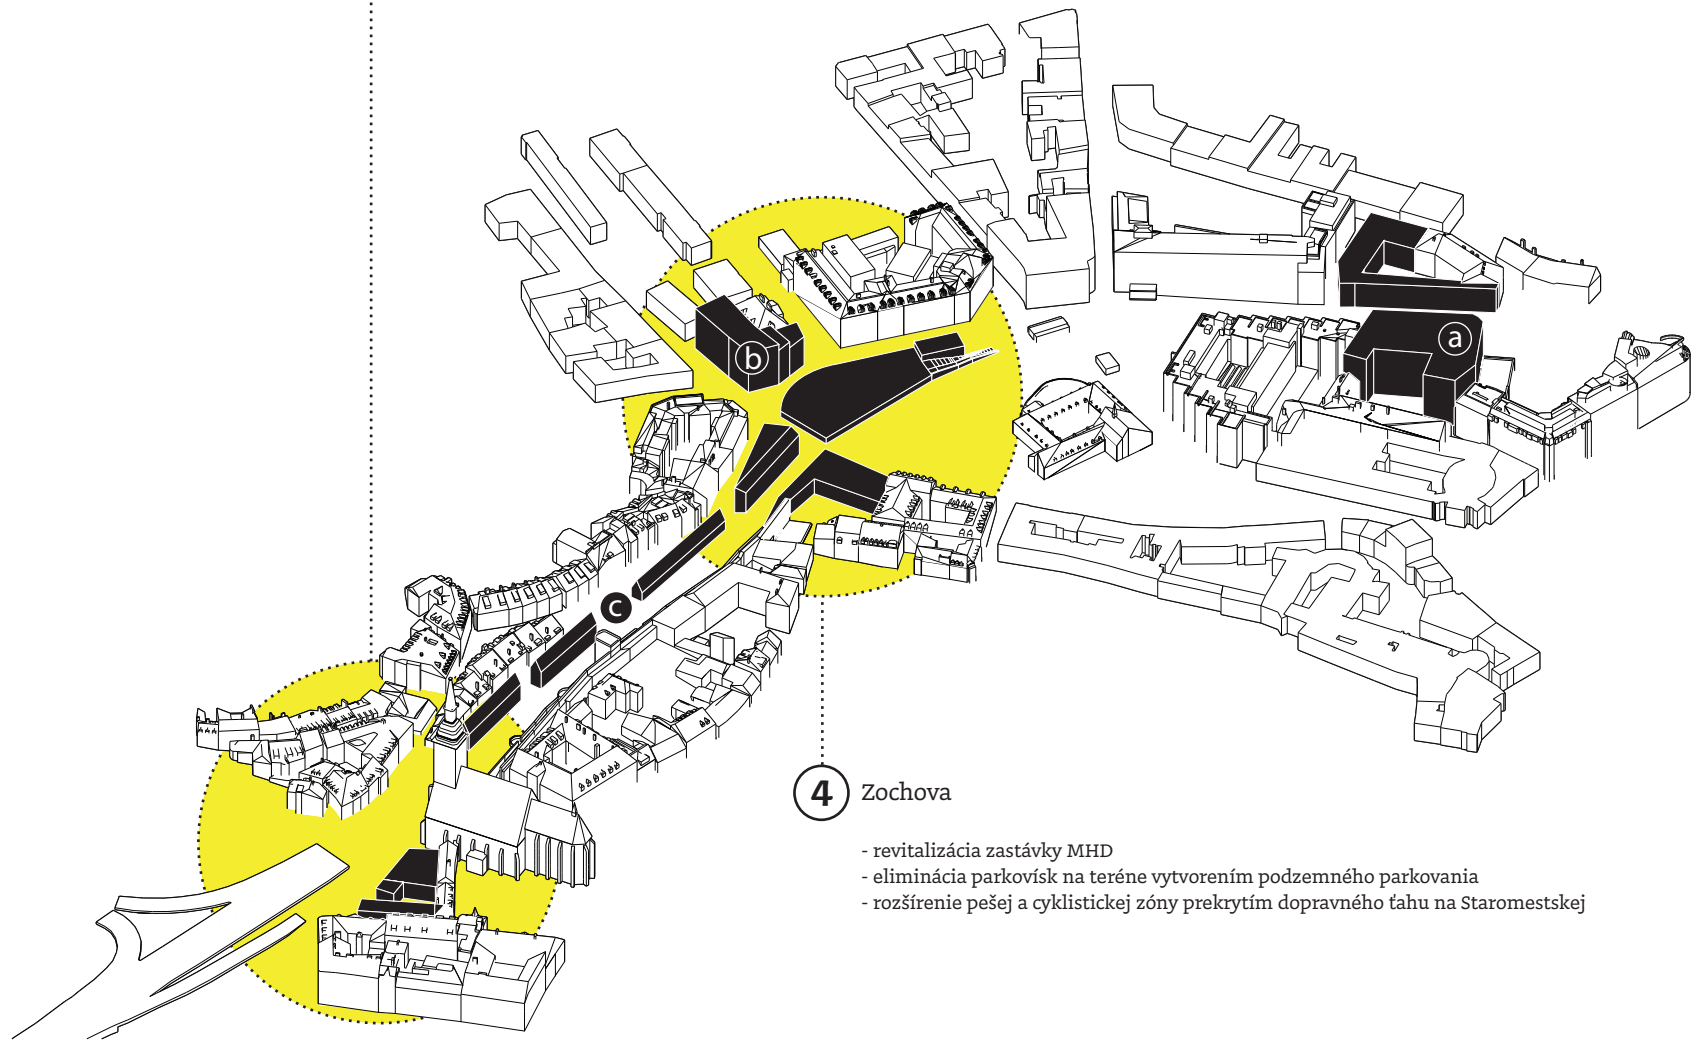 a
b
c
4 Zochova
- revitalizácia zastávky MHD
- eliminácia parkovísk na teréne vytvorením podzemného parkovania
- rozšírenie pešej a cyklistickej zóny prekrytím dopravného ťahu na Staromestskej